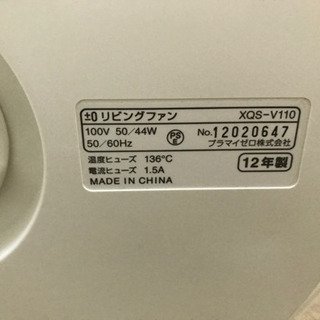 ±0 リビングファン XQS-V110
100V 50/44W
50/60Hz
PS
E
No.12020647
プラマイゼロ株式会社
温度ヒューズ 136°C
電流ヒューズ 1.5A
12年製
MADE IN CHINA